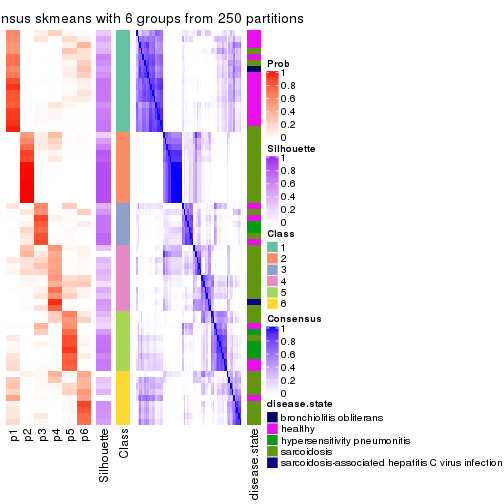 nsus skmeans with 6 groups from 250 partitions
Prob
1
0.8
0.6
0.4
0.2
0
Silhouette
1
0.8
0.6
0.4
0.2
0
Class
1
2
3
4
5
6
Consensus
1
0.8
0.6
0.4
0.2
0
disease.state
bronchiolitis obliterans
healthy
hypersensitivity pneumonitis
sarcoidosis
sarcoidosis-associated hepatitis C virus infection
p1
p2
p3
p4
p5
p6
Silhouette
Class
disease.state